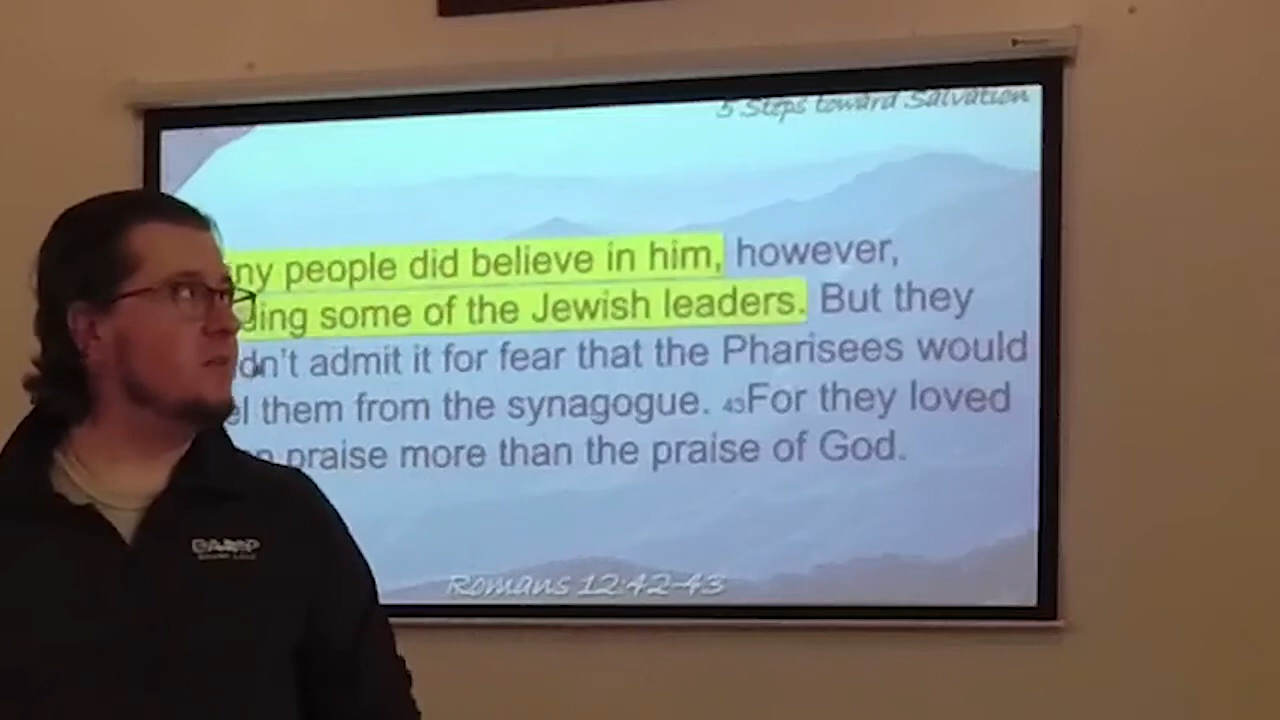 5 Steps toward Salvation
ny people did believe in him, however,
ding some of the Jewish leaders. But they
dn't admit it for fear that the Pharisees would
el them from the synagogue. 43For they loved
n praise more than the praise of God.
Romans 12:42-43